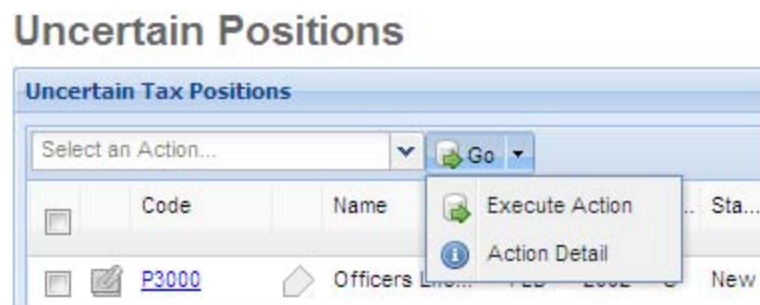 Uncertain Positions
Uncertain Tax Positions
Select an Action...
Go
Execute Action
Action Detail
Code Name .. Sta...
P3000 Officers New